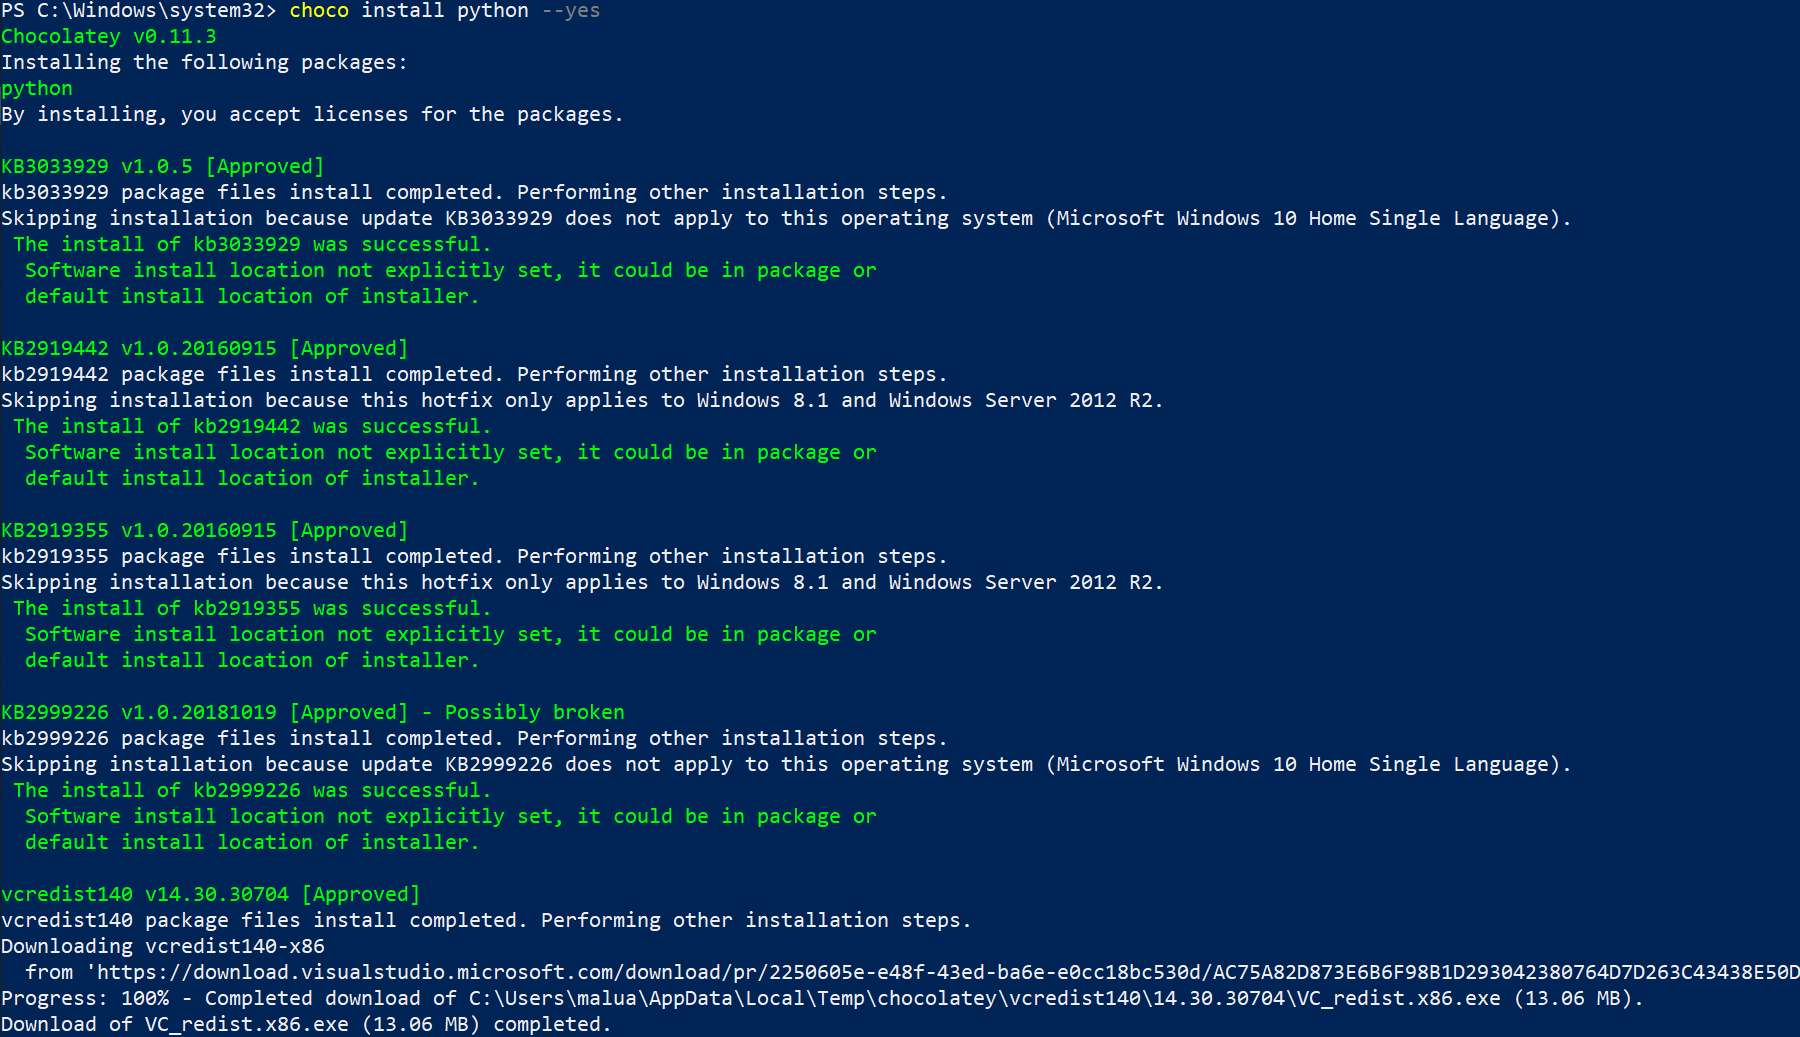 PS C:\Windows\system32> choco install python --yes
Chocolatey v0.11.3
Installing the following packages:
python
By installing, you accept licenses for the packages.
KB3033929 v1.0.5 [Approved]
kb3033929 package files install completed. Performing other installation steps.
Skipping installation because update KB3033929 does not apply to this operating system (Microsoft Windows 10 Home Single Language).
The install of kb3033929 was successful.
Software install location not explicitly set, it could be in package or
default install location of installer.
KB2919442 v1.0.20160915 [Approved]
kb2919442 package files install completed. Performing other installation steps.
Skipping installation because this hotfix only applies to Windows 8.1 and Windows Server 2012 R2.
The install of kb2919442 was successful.
Software install location not explicitly set, it could be in package or
default install location of installer.
KB2919355 v1.0.20160915 [Approved]
kb2919355 package files install completed. Performing other installation steps.
Skipping installation because this hotfix only applies to Windows 8.1 and Windows Server 2012 R2.
The install of kb2919355 was successful.
Software install location not explicitly set, it could be in package or
default install location of installer.
KB2999226 v1.0.20181019 [Approved] - Possibly broken
kb2999226 package files install completed. Performing other installation steps.
Skipping installation because update KB2999226 does not apply to this operating system (Microsoft Windows 10 Home Single Language).
The install of kb2999226 was successful.
Software install location not explicitly set, it could be in package or
default install location of installer.
vcredist140 v14.30.30704 [Approved]
vcredist140 package files install completed. Performing other installation steps.
Downloading vcredist140-x86
from 'https://download.visualstudio.microsoft.com/download/pr/2250605e-e48f-43ed-ba6e-e0cc18bc530d/AC75A82D873E6B6F98B1D293042380764D7D263C43438E50D
Progress: 100% - Completed download of C:\Users\malua\AppData\Local\Temp\chocolatey\vcredist140\14.30.30704\VC_redist.x86.exe (13.06 MB).
Download of VC_redist.x86.exe (13.06 MB) completed.